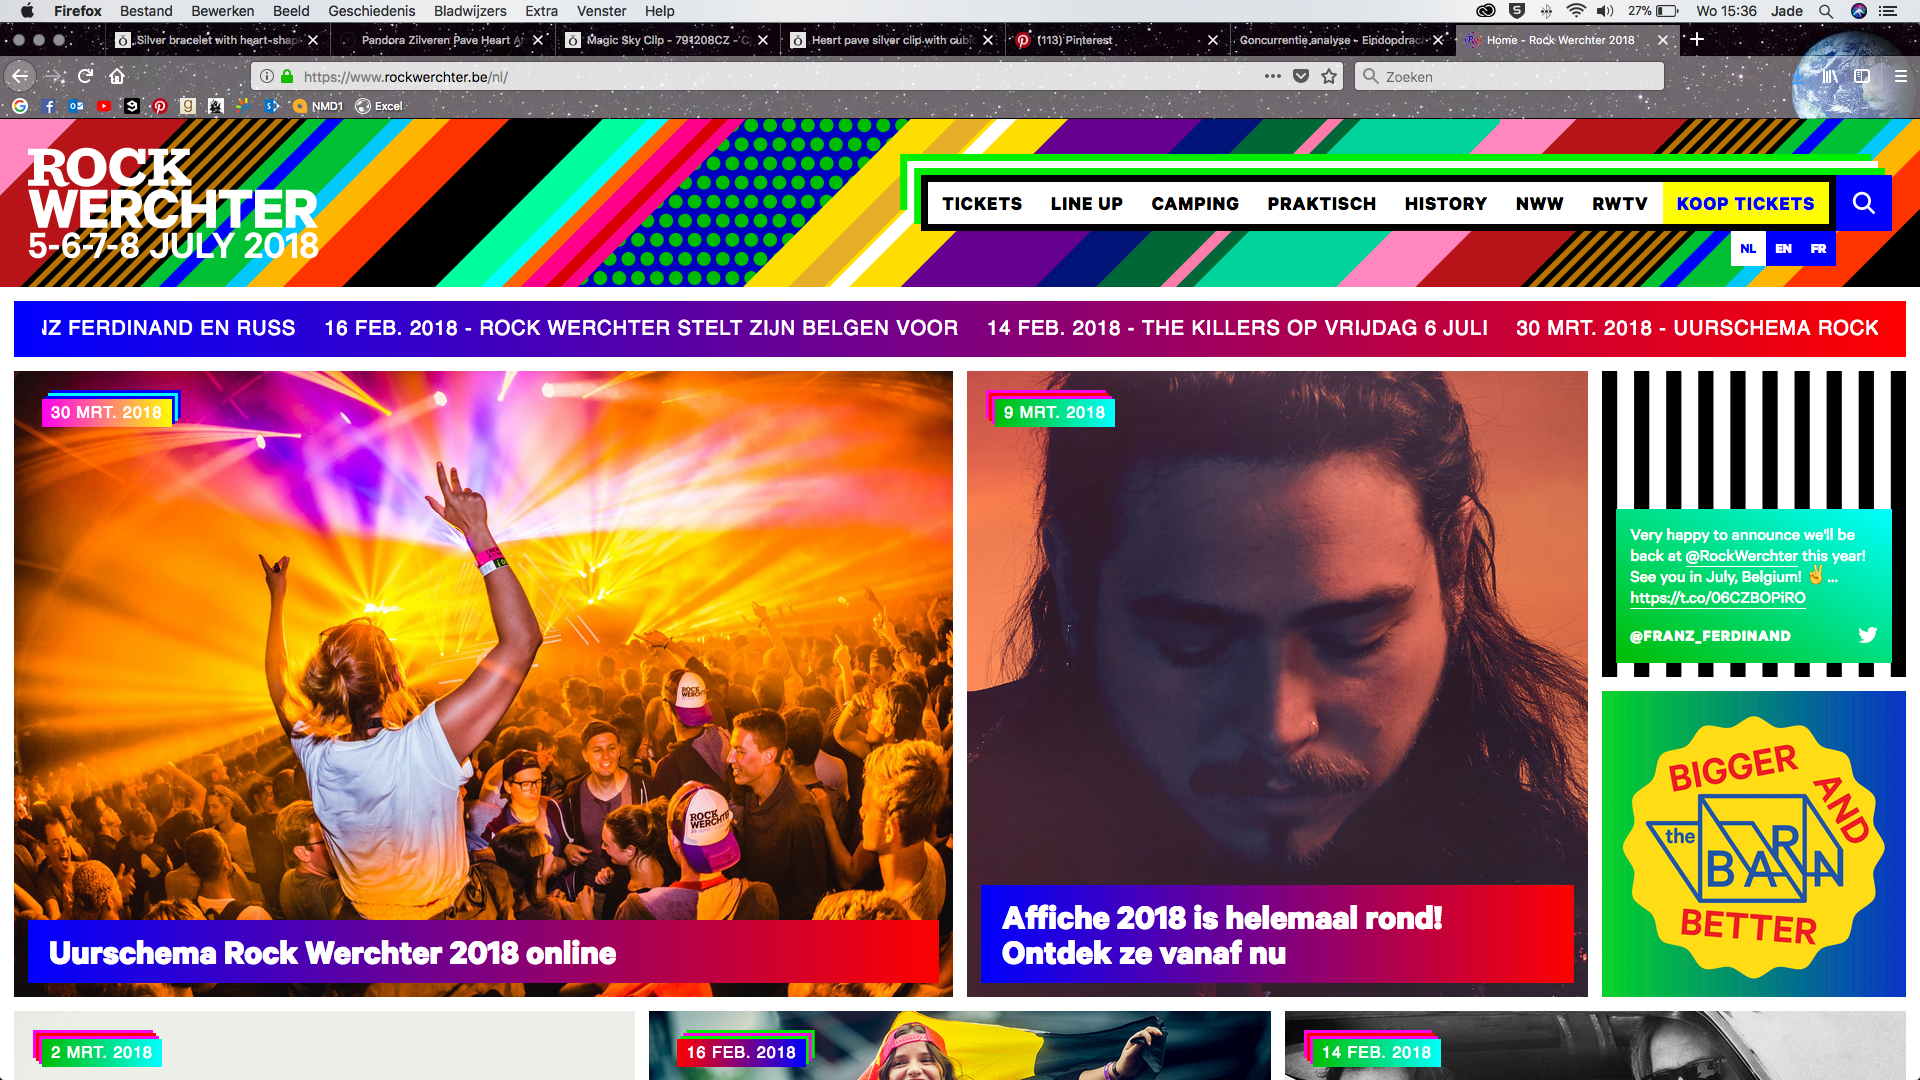 Firefox Bestand Bewerken Beeld Geschiedenis Bladwijzers Extra Venster Help 27% Wo 15:36 Jade
Silver bracelet with heart-shap
Pandora Zilveren Pave Heart A
Magic Sky Clip - 791208CZ - C
Heart pave silver clip with cubi
(113) Pinterest
Concurrentie analyse - Eindopdrac
Home - Rock Werchter 2018
https://www.rockwerchter.be/nl/ Zoeken
NMD1 Excel
ROCK
WERCHTER
5-6-7-8 JULY 2018
TICKETS LINE UP CAMPING PRAKTISCH HISTORY NWW RWTV KOOP TICKETS
NL EN FR
NZ FERDINAND EN RUSS 16 FEB. 2018 - ROCK WERCHTER STELT ZIJN BELGEN VOOR 14 FEB. 2018 - THE KILLERS OP VRIJDAG 6 JULI 30 MRT. 2018 - UURSCHEMA ROCK
30 MRT. 2018
ROCK
WERCHTER
ROCK
WERCHTER
Uurschema Rock Werchter 2018 online
9 MRT. 2018
Affiche 2018 is helemaal rond!
Ontdek ze vanaf nu
Very happy to announce we'll be
back at @RockWerchter this year!
See you in July, Belgium! ✌️ ...
https://t.co/06CZBOPiRO
@FRANZ_FERDINAND
BIGGER AND
the BARN
BETTER
2 MRT. 2018
16 FEB. 2018
14 FEB. 2018